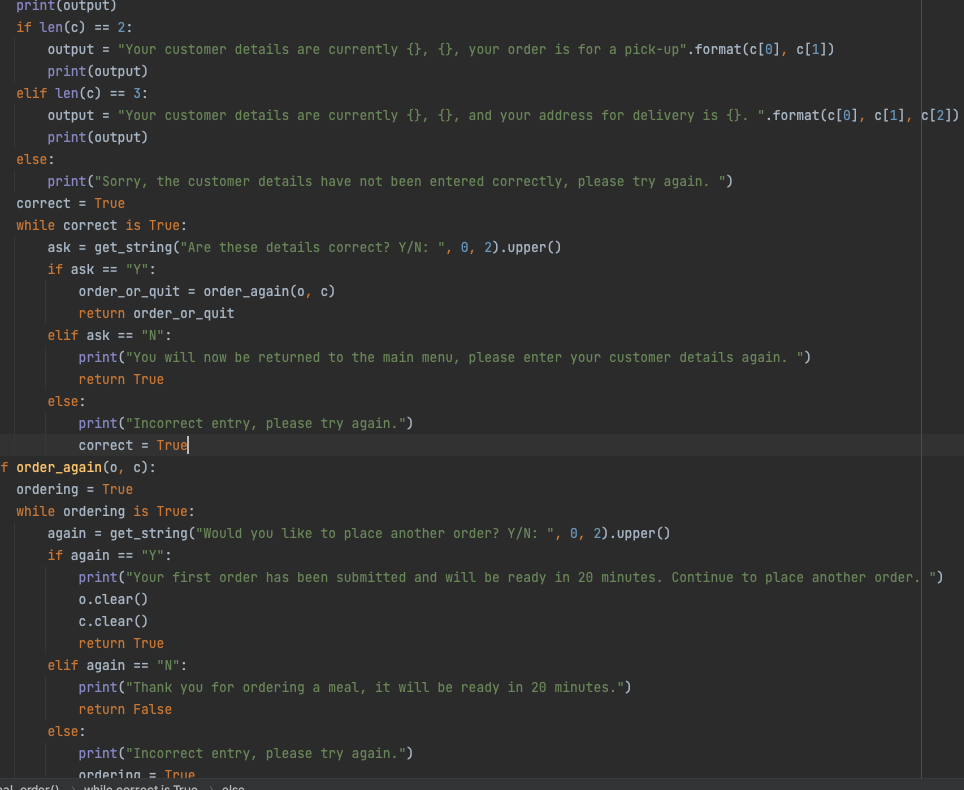 print(output)
if len(c) == 2:
output = "Your customer details are currently {}, {}, your order is for a pick-up".format(c[0], c[1])
print(output)
elif len(c) == 3:
output = "Your customer details are currently {}, {}, and your address for delivery is {}. ".format(c[0], c[1], c[2])
print(output)
else:
print("Sorry, the customer details have not been entered correctly, please try again. ")
correct = True
while correct is True:
ask = get_string("Are these details correct? Y/N: ", 0, 2).upper()
if ask == "Y":
order_or_quit = order_again(o, c)
return order_or_quit
elif ask == "N":
print("You will now be returned to the main menu, please enter your customer details again. ")
return True
else:
print("Incorrect entry, please try again.")
correct = True
f order_again(o, c):
ordering = True
while ordering is True:
again = get_string("Would you like to place another order? Y/N: ", 0, 2).upper()
if again == "Y":
print("Your first order has been submitted and will be ready in 20 minutes. Continue to place another order. ")
o.clear()
c.clear()
return True
elif again == "N":
print("Thank you for ordering a meal, it will be ready in 20 minutes.")
return False
else:
print("Incorrect entry, please try again.")
ordering = True
al_order() > while correct is True > else